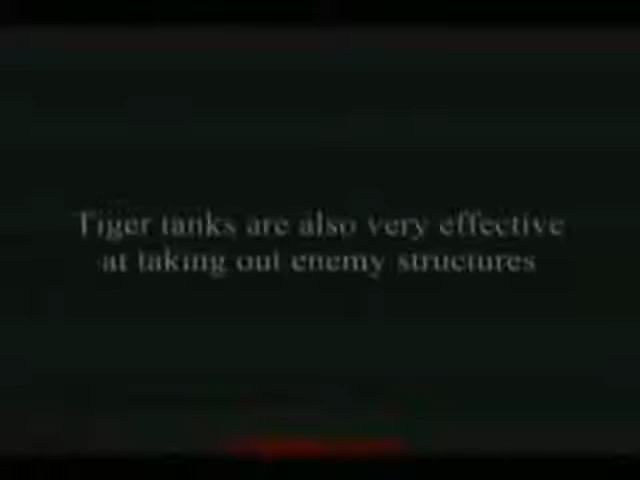 Tiger tanks are also very effective
at taking out enemy structures